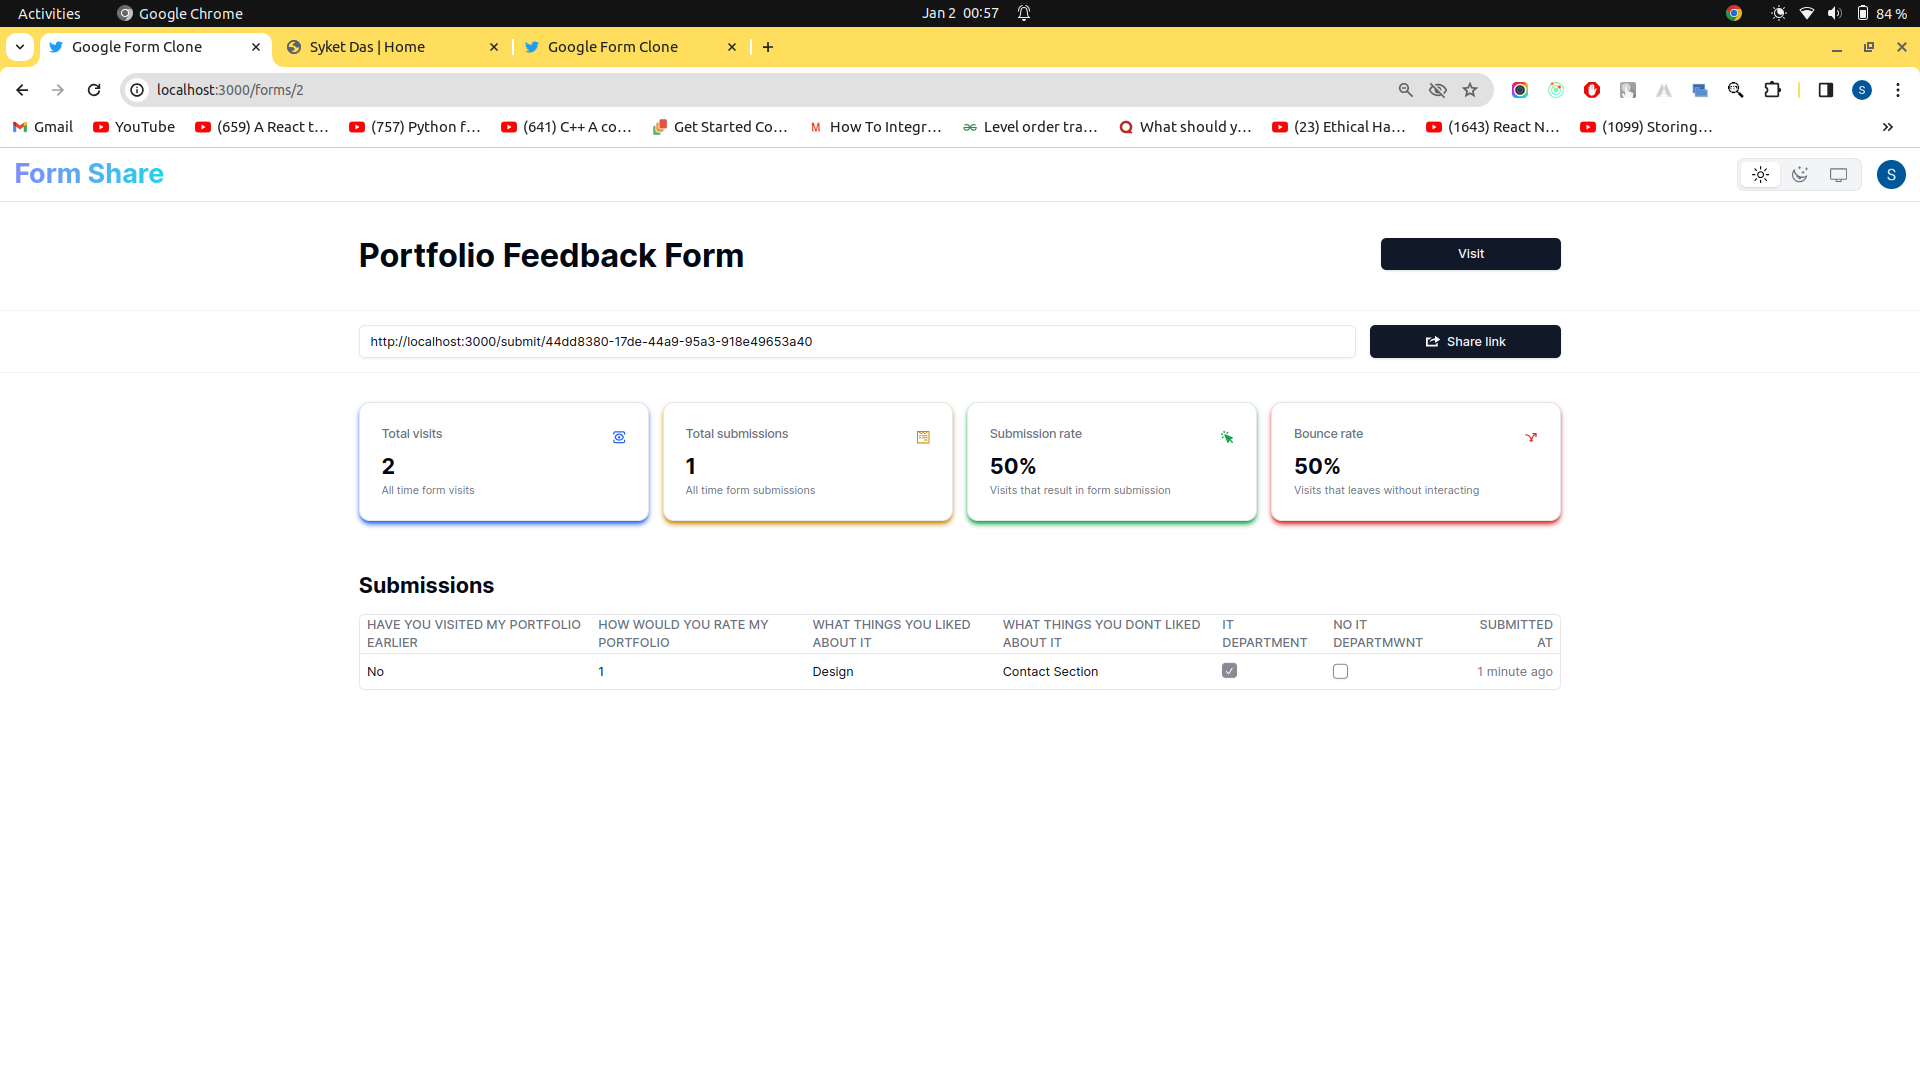 Activities Google Chrome Jan 2 00:57 84 %
Google Form Clone Syket Das | Home Google Form Clone
localhost:3000/forms/2
Gmail YouTube (659) A React t… (757) Python f… (641) C++ A co… Get Started Co… How To Integr… Level order tra… What should y… (23) Ethical Ha… (1643) React N… (1099) Storing…
Form Share S
Portfolio Feedback Form Visit
http://localhost:3000/submit/44dd8380-17de-44a9-95a3-918e49653a40 Share link
Total visits
2
All time form visits
Total submissions
1
All time form submissions
Submission rate
50%
Visits that result in form submission
Bounce rate
50%
Visits that leaves without interacting
Submissions
HAVE YOU VISITED MY PORTFOLIO HOW WOULD YOU RATE MY WHAT THINGS YOU LIKED WHAT THINGS YOU DONT LIKED IT NO IT SUBMITTED
EARLIER PORTFOLIO ABOUT IT ABOUT IT DEPARTMENT DEPARTMWNT AT
No 1 Design Contact Section 1 minute ago